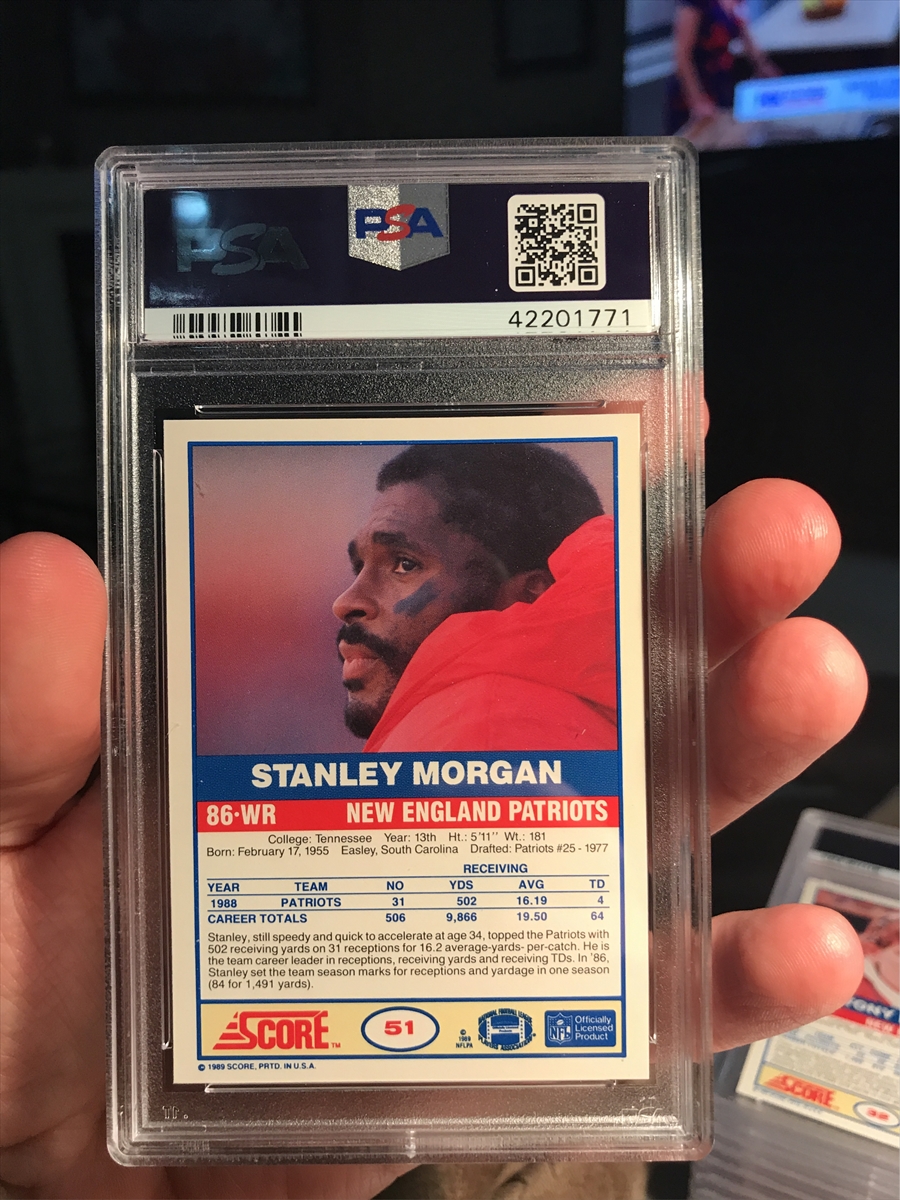 PSA
PSA
42201771
STANLEY MORGAN
86·WR NEW ENGLAND PATRIOTS
College: Tennessee Year: 13th Ht.: 5'11'' Wt.: 181
Born: February 17, 1955 Easley, South Carolina Drafted: Patriots #25 - 1977
RECEIVING
YEAR TEAM NO YDS AVG TD
1988 PATRIOTS 31 502 16.19 4
CAREER TOTALS 506 9,866 19.50 64
Stanley, still speedy and quick to accelerate at age 34, topped the Patriots with
502 receiving yards on 31 receptions for 16.2 average-yards- per-catch. He is
the team career leader in receptions, receiving yards and receiving TDs. In '86,
Stanley set the team season marks for receptions and yardage in one season
(84 for 1,491 yards).
SCORE™
51
© 1989 NFLPA
NFL
Officially
Licensed
Product
© 1989 SCORE, PRTD. IN U.S.A.
SCORE